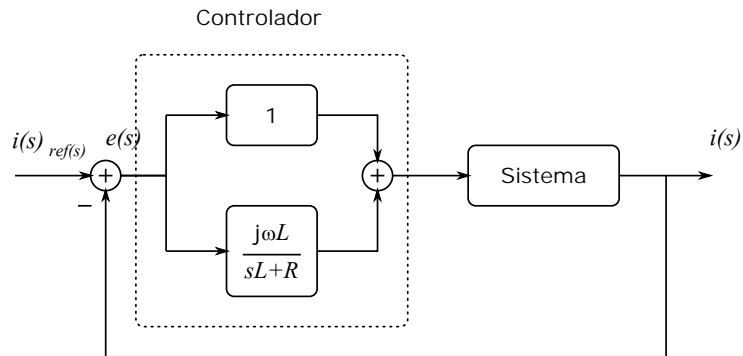 Controlador
i(s) ref(s)
e(s)
1
+
+
Sistema
i(s)
−
jωL
sL+R